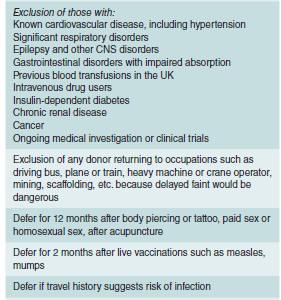 Exclusion of those with:
Known cardiovascular disease, including hypertension
Significant respiratory disorders
Epilepsy and other CNS disorders
Gastrointestinal disorders with impaired absorption
Previous blood transfusions in the UK
Intravenous drug users
Insulin-dependent diabetes
Chronic renal disease
Cancer
Ongoing medical investigation or clinical trials
Exclusion of any donor returning to occupations such as
driving bus, plane or train, heavy machine or crane operator,
mining, scaffolding, etc. because delayed faint would be
dangerous
Defer for 12 months after body piercing or tattoo, paid sex or
homosexual sex, after acupuncture
Defer for 2 months after live vaccinations such as measles,
mumps
Defer if travel history suggests risk of infection